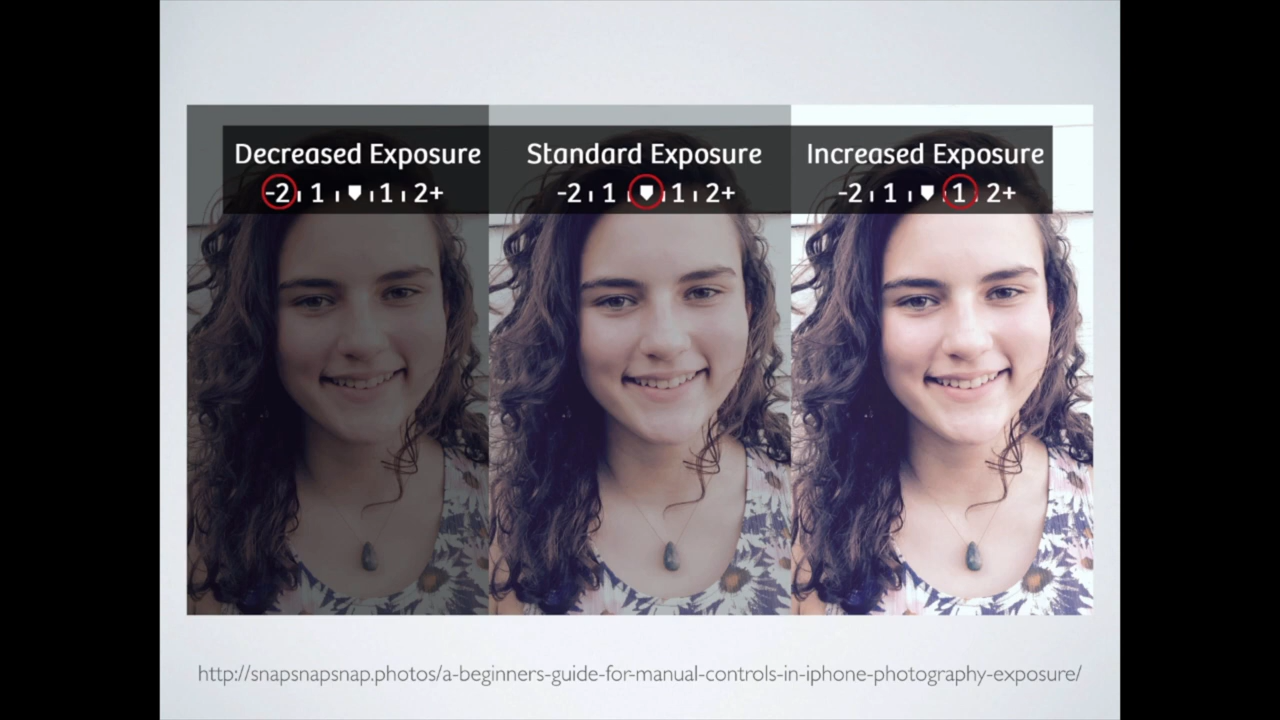 Decreased Exposure
-2 ı 1 ı ı 1 ı 2+
Standard Exposure
-2 ı 1 ı ı 1 ı 2+
Increased Exposure
-2 ı 1 ı ı 1 ı 2+
http://snapsnapsnap.photos/a-beginners-guide-for-manual-controls-in-iphone-photography-exposure/